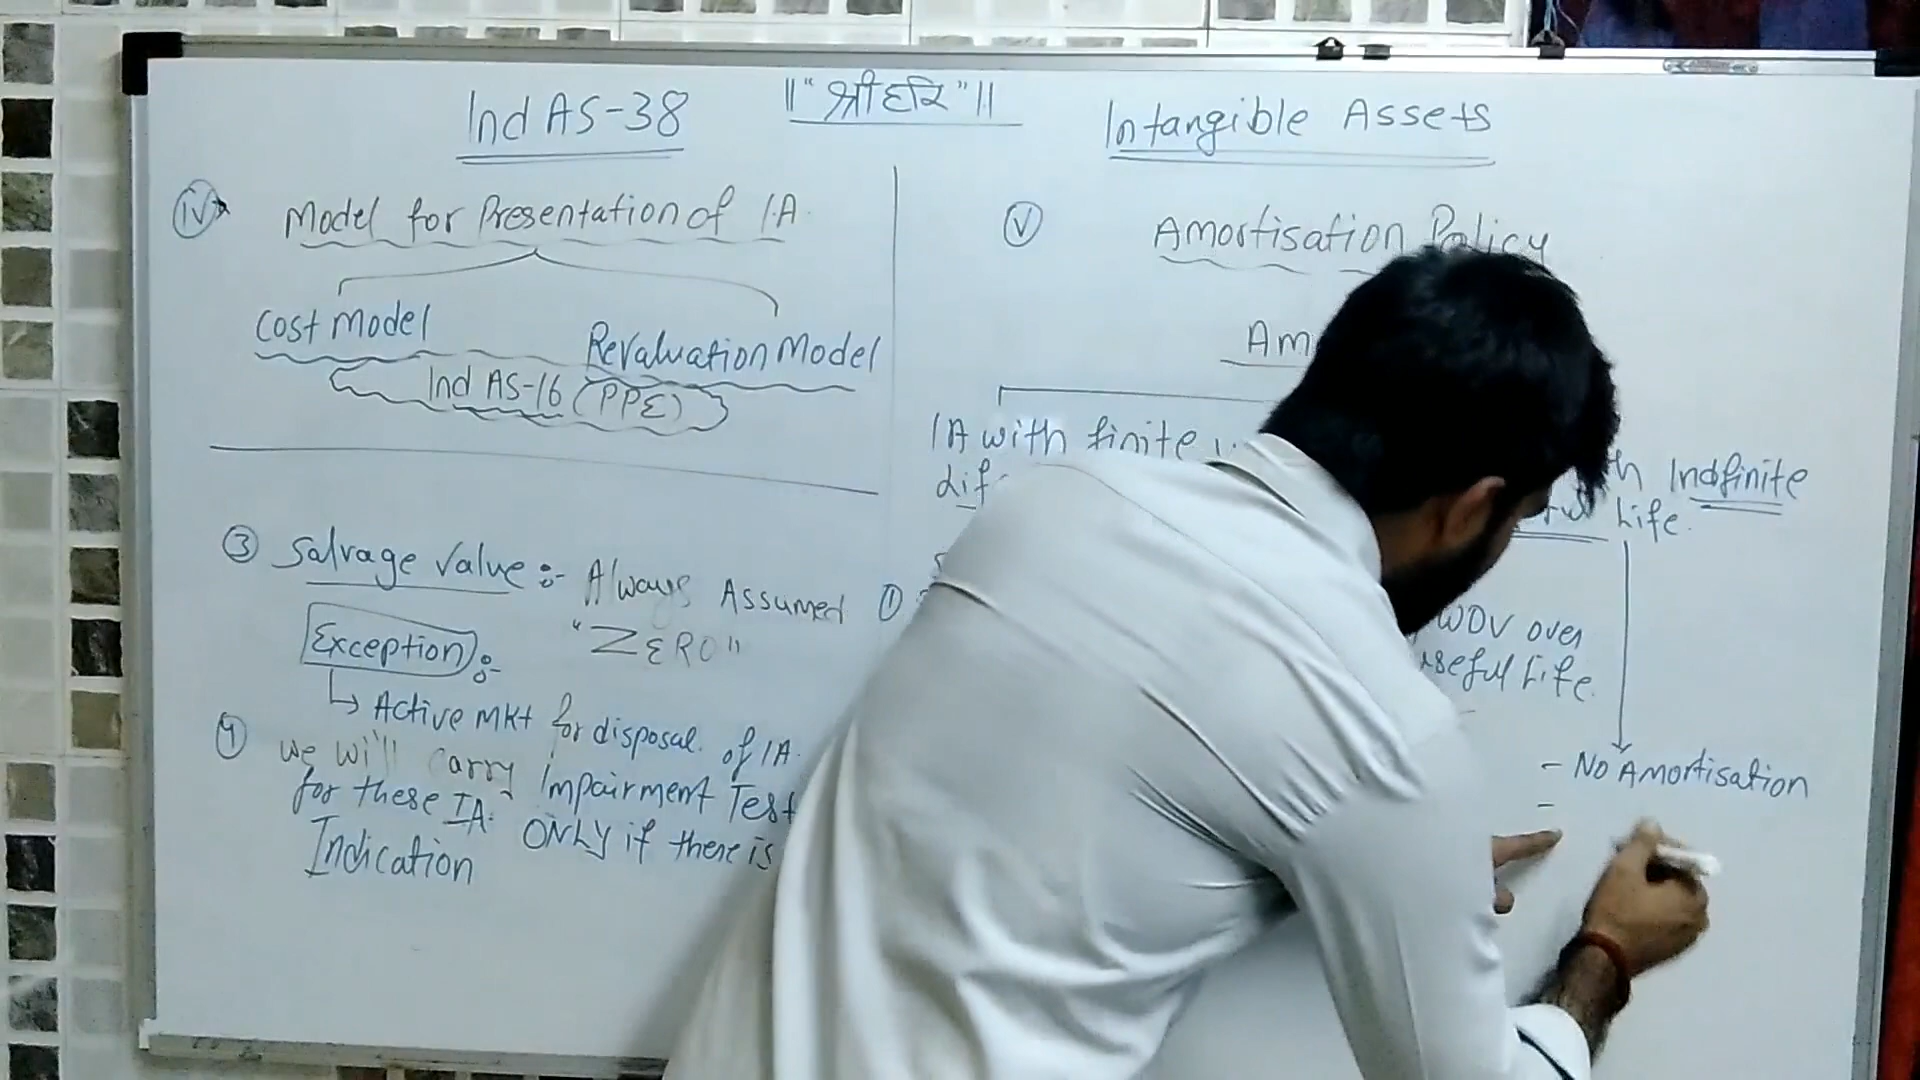 Ind AS-38
॥ "श्रीहरि" ॥
Intangible Assets
iv
Model for Presentation of I.A.
Cost Model
Revaluation Model
Ind AS-16 (PPE)
③ Salvage Value :- Always Assumed
"ZERO"
Exception :-
↳ Active Mkt for disposal of IA.
④ We will carry Impairment Test
for these IA. ONLY if there is
Indication
V
Amortisation Policy
IA with finite
Indefinite
Life.
①
WDV over
Useful Life.
- No Amortisation
-